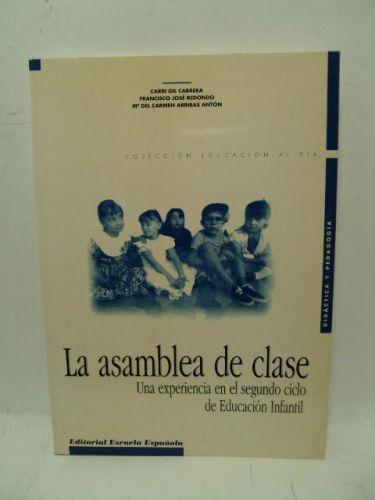 CARRI GIL CABRERA
FRANCISCO JOSÉ REDONDO
Mª DEL CARMEN ARRIBAS ANTÓN
COLECCIÓN EDUCACIÓN AL DÍA
DIDÁCTICA Y PEDAGOGÍA
La asamblea de clase
Una experiencia en el segundo ciclo
de Educación Infantil
Editorial Escuela Española